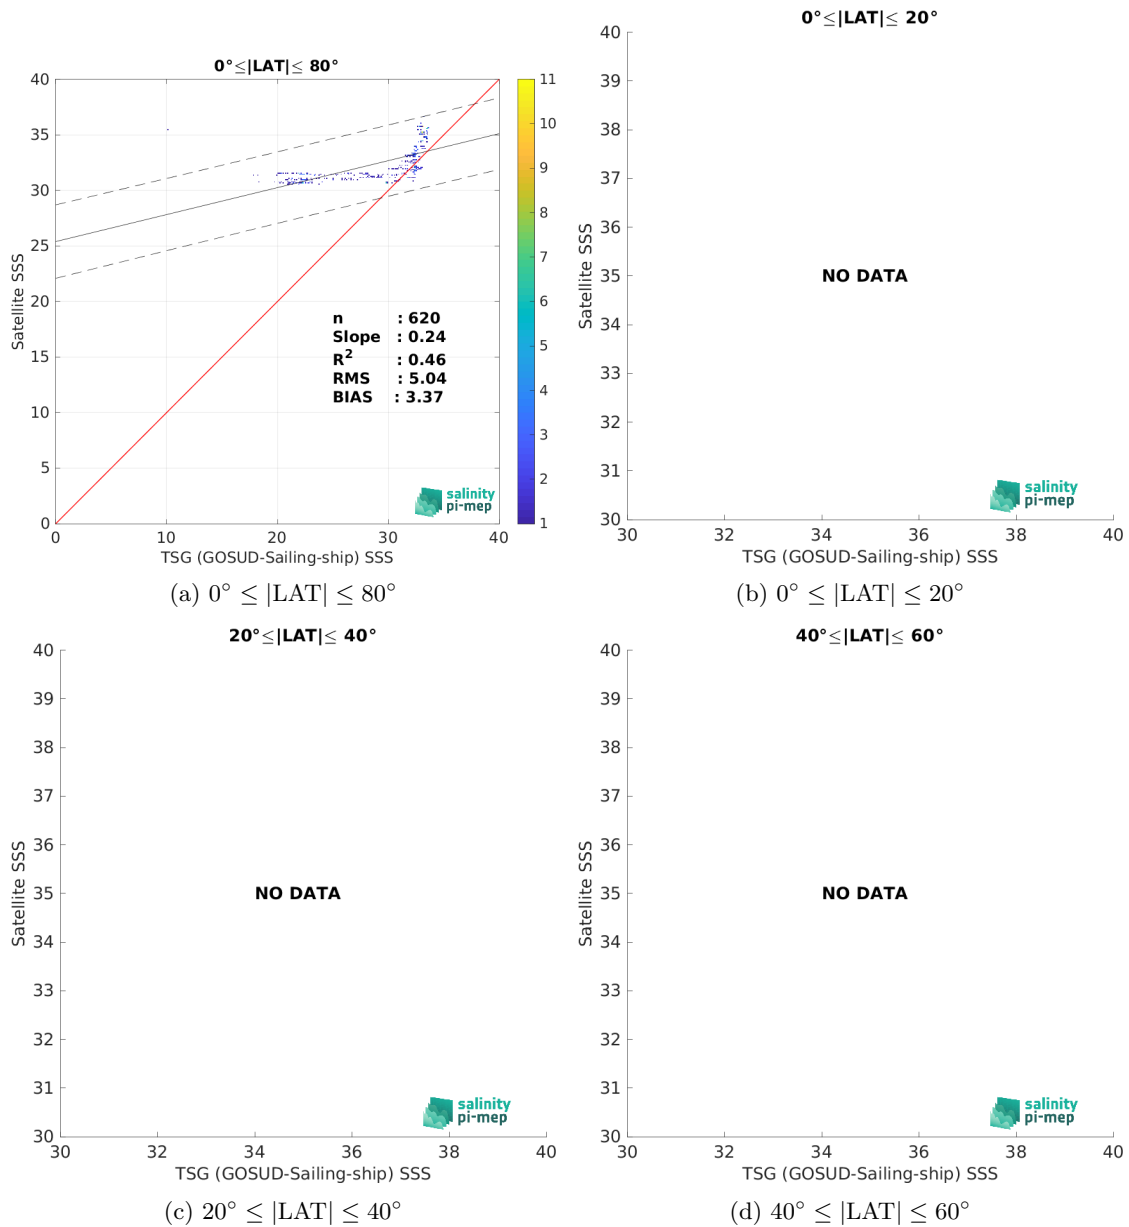 0°≤|LAT|≤ 80°
40
35
30
25
20
15
10
5
0
0 10 20 30 40
Satellite SSS
TSG (GOSUD-Sailing-ship) SSS
n : 620
Slope : 0.24
R² : 0.46
RMS : 5.04
BIAS : 3.37
salinity
pi-mep
11
10
9
8
7
6
5
4
3
2
1
(a) 0° ≤ |LAT| ≤ 80°
0°≤|LAT|≤ 20°
40
39
38
37
36
35
34
33
32
31
30
30 32 34 36 38 40
Satellite SSS
NO DATA
salinity
pi-mep
TSG (GOSUD-Sailing-ship) SSS
(b) 0° ≤ |LAT| ≤ 20°
20°≤|LAT|≤ 40°
40
39
38
37
36
35
34
33
32
31
30
30 32 34 36 38 40
Satellite SSS
NO DATA
salinity
pi-mep
TSG (GOSUD-Sailing-ship) SSS
(c) 20° ≤ |LAT| ≤ 40°
40°≤|LAT|≤ 60°
40
39
38
37
36
35
34
33
32
31
30
30 32 34 36 38 40
Satellite SSS
NO DATA
salinity
pi-mep
TSG (GOSUD-Sailing-ship) SSS
(d) 40° ≤ |LAT| ≤ 60°